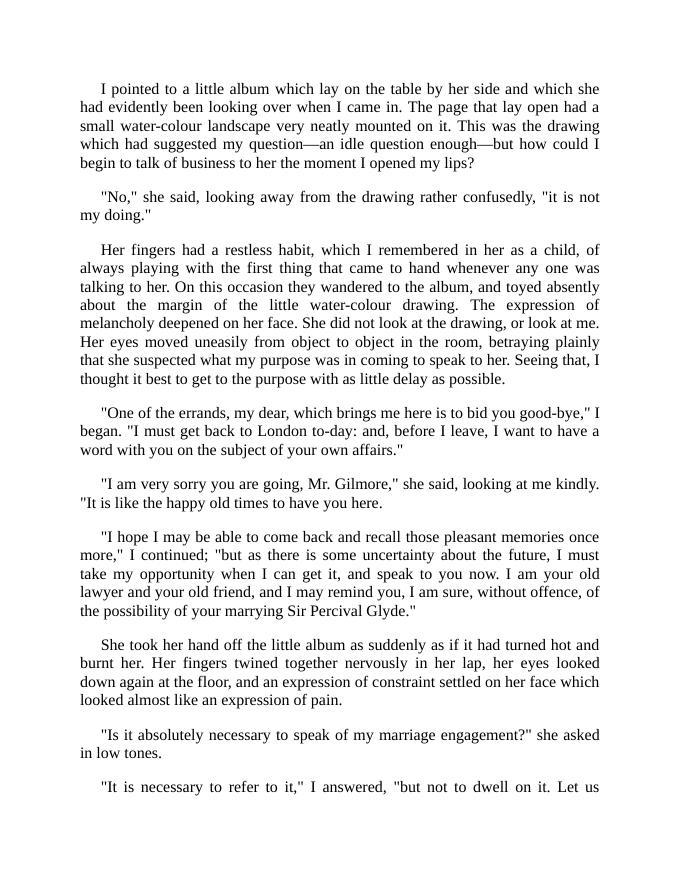 I pointed to a little album which lay on the table by her side and which she
had evidently been looking over when I came in. The page that lay open had a
small water-colour landscape very neatly mounted on it. This was the drawing
which had suggested my question—an idle question enough—but how could I
begin to talk of business to her the moment I opened my lips?
"No," she said, looking away from the drawing rather confusedly, "it is not
my doing."
Her fingers had a restless habit, which I remembered in her as a child, of
always playing with the first thing that came to hand whenever any one was
talking to her. On this occasion they wandered to the album, and toyed absently
about the margin of the little water-colour drawing. The expression of
melancholy deepened on her face. She did not look at the drawing, or look at me.
Her eyes moved uneasily from object to object in the room, betraying plainly
that she suspected what my purpose was in coming to speak to her. Seeing that, I
thought it best to get to the purpose with as little delay as possible.
"One of the errands, my dear, which brings me here is to bid you good-bye," I
began. "I must get back to London to-day: and, before I leave, I want to have a
word with you on the subject of your own affairs."
"I am very sorry you are going, Mr. Gilmore," she said, looking at me kindly.
"It is like the happy old times to have you here.
"I hope I may be able to come back and recall those pleasant memories once
more," I continued; "but as there is some uncertainty about the future, I must
take my opportunity when I can get it, and speak to you now. I am your old
lawyer and your old friend, and I may remind you, I am sure, without offence, of
the possibility of your marrying Sir Percival Glyde."
She took her hand off the little album as suddenly as if it had turned hot and
burnt her. Her fingers twined together nervously in her lap, her eyes looked
down again at the floor, and an expression of constraint settled on her face which
looked almost like an expression of pain.
"Is it absolutely necessary to speak of my marriage engagement?" she asked
in low tones.
"It is necessary to refer to it," I answered, "but not to dwell on it. Let us